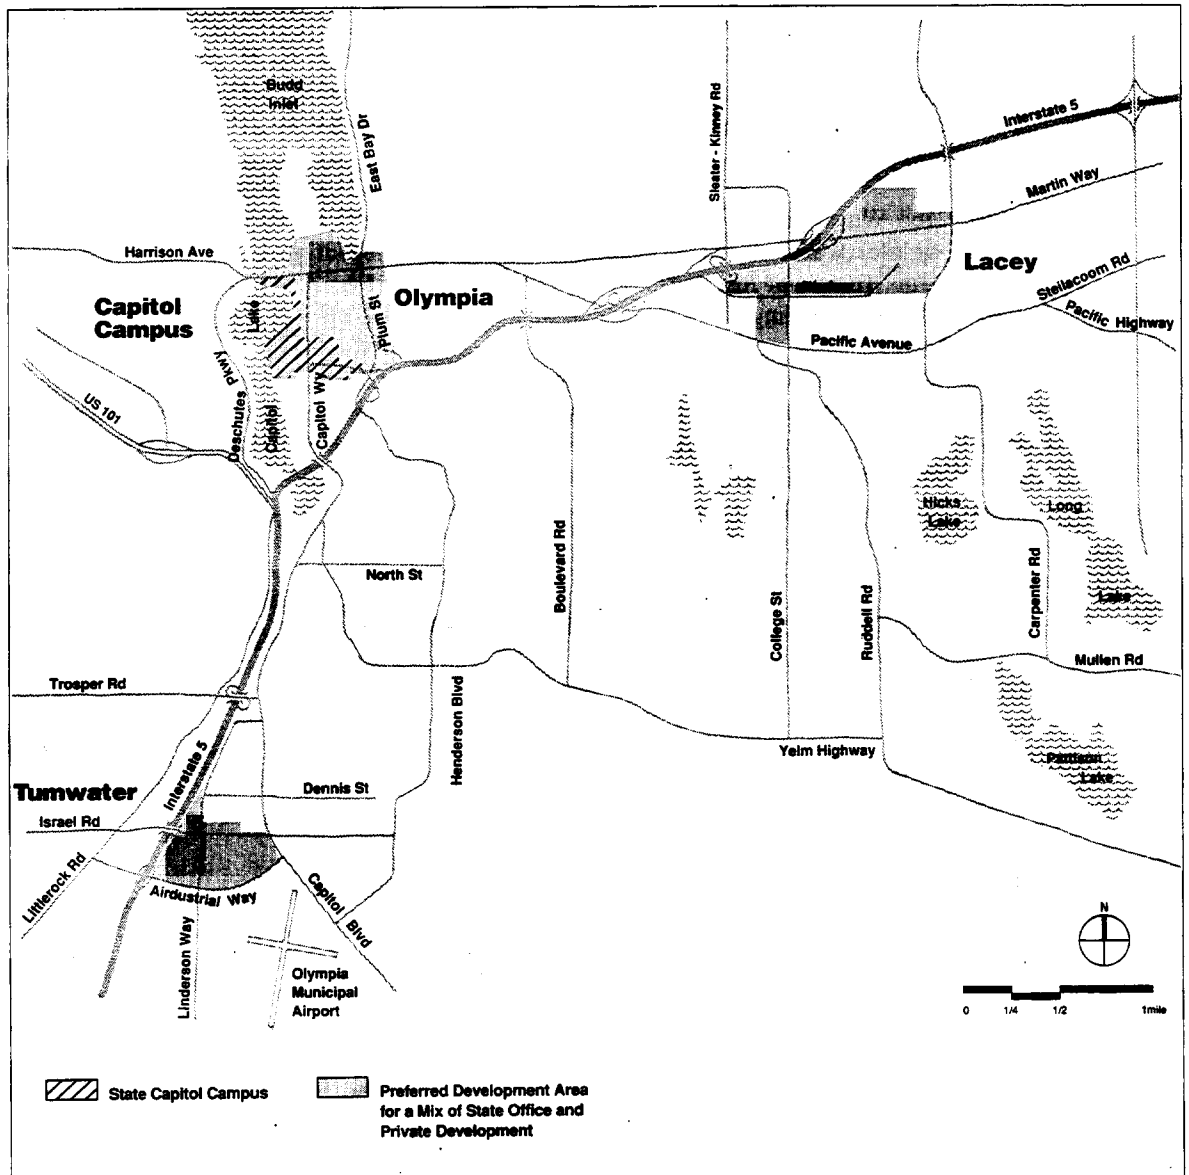 Budd
Inlet
East Bay Dr
Sleater - Kinney Rd
Interstate 5
Martin Way
Harrison Ave
Lacey
Steilacoom Rd
Capitol
Campus
Lake
Olympia
Plum St
Pacific Highway
Pacific Avenue
Deschutes Pkwy
US 101
Capitol
Capitol Wy
Hicks
Lake
Long
Lake
North St
Boulevard Rd
College St
Ruddell Rd
Carpenter Rd
Mullen Rd
Trosper Rd
Henderson Blvd
Yelm Highway
Pattison
Lake
Interstate 5
Tumwater
Dennis St
Israel Rd
Littlerock Rd
Airdustrial Way
Capitol Blvd
Linderson Way
Olympia
Municipal
Airport
N
0 1/4 1/2 1mile
State Capitol Campus
Preferred Development Area
for a Mix of State Office and
Private Development